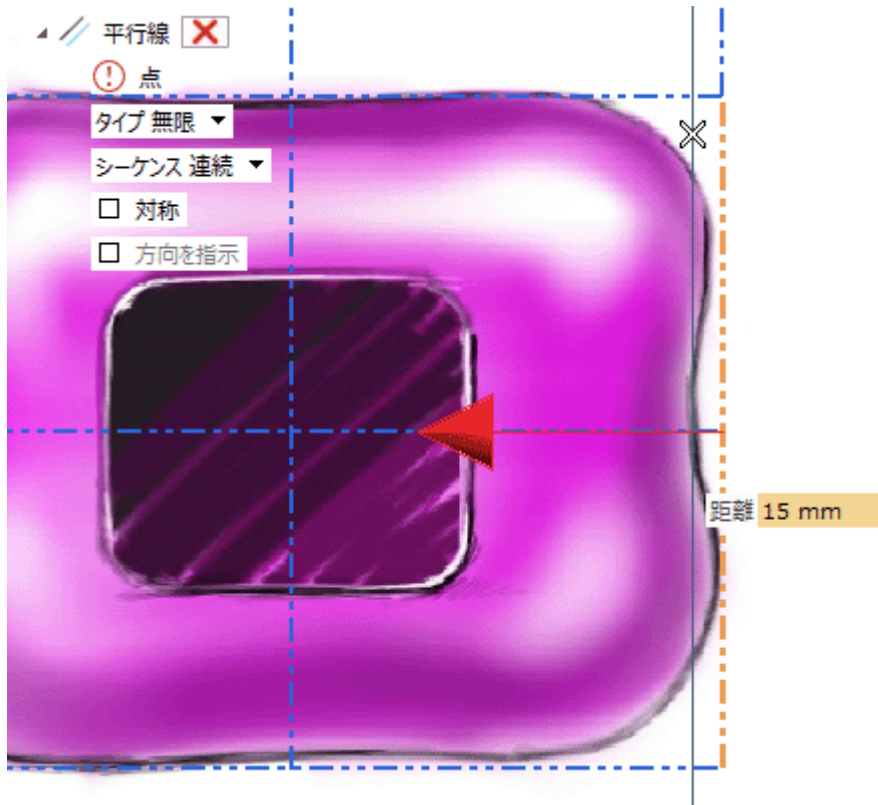 平行線
点
タイプ 無限
シーケンス 連続
対称
方向を指示
距離 15 mm